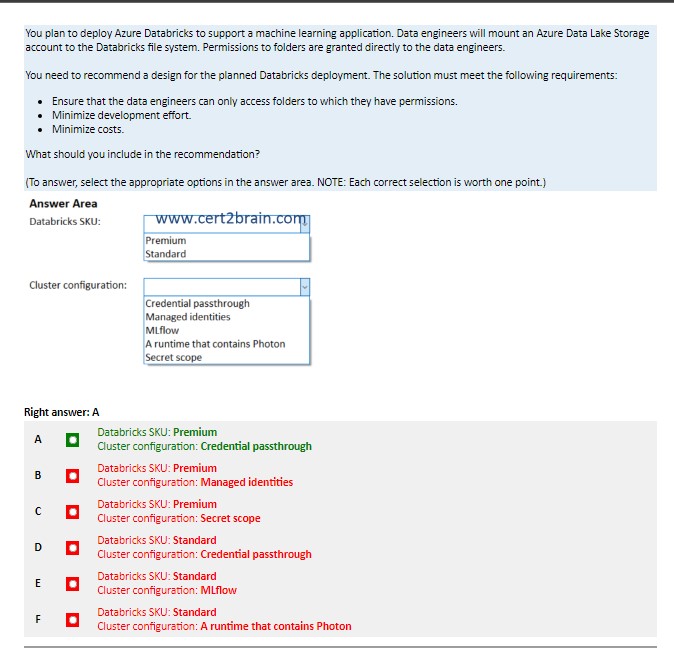 You plan to deploy Azure Databricks to support a machine learning application. Data engineers will mount an Azure Data Lake Storage
account to the Databricks file system. Permissions to folders are granted directly to the data engineers.
You need to recommend a design for the planned Databricks deployment. The solution must meet the following requirements:
• Ensure that the data engineers can only access folders to which they have permissions.
• Minimize development effort.
• Minimize costs.
What should you include in the recommendation?
(To answer, select the appropriate options in the answer area. NOTE: Each correct selection is worth one point.)
Answer Area
Databricks SKU:
www.cert2brain.com
Premium
Standard
Cluster configuration:
Credential passthrough
Managed identities
MLflow
A runtime that contains Photon
Secret scope
Right answer: A
A
Databricks SKU: Premium
Cluster configuration: Credential passthrough
B
Databricks SKU: Premium
Cluster configuration: Managed identities
C
Databricks SKU: Premium
Cluster configuration: Secret scope
D
Databricks SKU: Standard
Cluster configuration: Credential passthrough
E
Databricks SKU: Standard
Cluster configuration: MLflow
F
Databricks SKU: Standard
Cluster configuration: A runtime that contains Photon